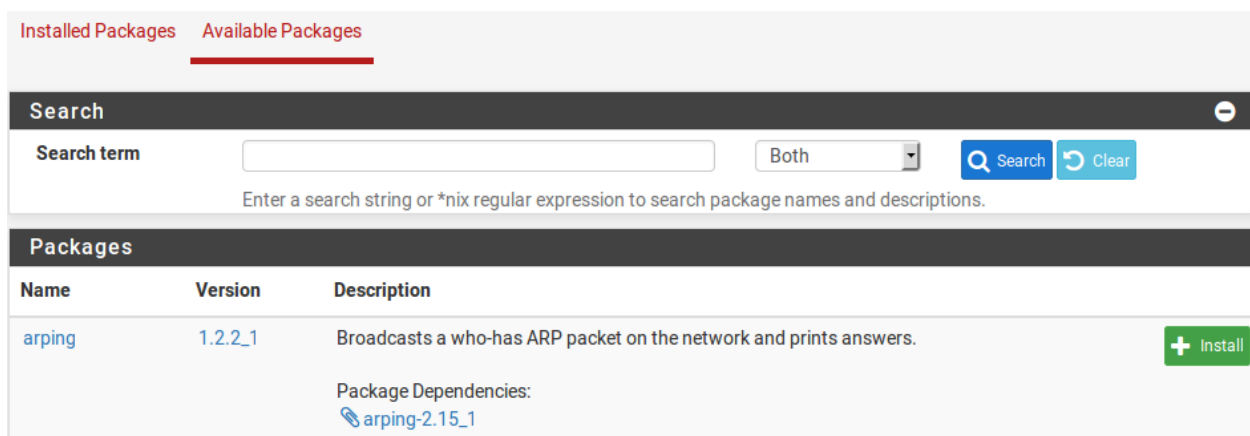 Installed Packages Available Packages
Search
Search term Both Search Clear
Enter a search string or *nix regular expression to search package names and descriptions.
Packages
Name Version Description
arping 1.2.2_1 Broadcasts a who-has ARP packet on the network and prints answers. Install
Package Dependencies:
arping-2.15_1